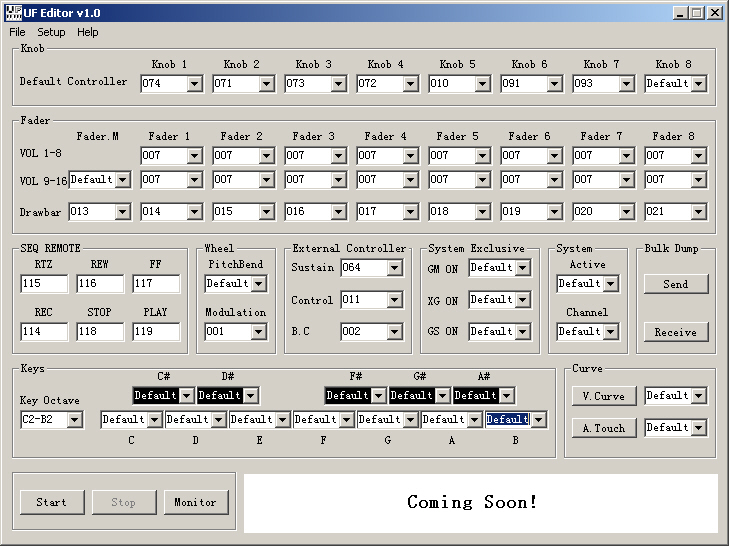 UF Editor v1.0
File Setup Help
Knob
Knob 1 Knob 2 Knob 3 Knob 4 Knob 5 Knob 6 Knob 7 Knob 8
Default Controller 074 071 073 072 010 091 093 Default
Fader
Fader.M Fader 1 Fader 2 Fader 3 Fader 4 Fader 5 Fader 6 Fader 7 Fader 8
VOL 1-8 007 007 007 007 007 007 007 007
VOL 9-16 Default 007 007 007 007 007 007 007 007
Drawbar 013 014 015 016 017 018 019 020 021
SEQ REMOTE Wheel External Controller System Exclusive System Bulk Dump
RTZ REW FF PitchBend Sustain 064 GM ON Default Active
115 116 117 Default Default Send
Control 011 XG ON Default
REC STOP PLAY Modulation Channel
114 118 119 001 B.C 002 GS ON Default Default Receive
Keys Curve
C# D# F# G# A#
Default Default Default Default Default V.Curve Default
Key Octave
C2-B2 Default Default Default Default Default Default Default A.Touch Default
C D E F G A B
Start Stop Monitor Coming Soon!